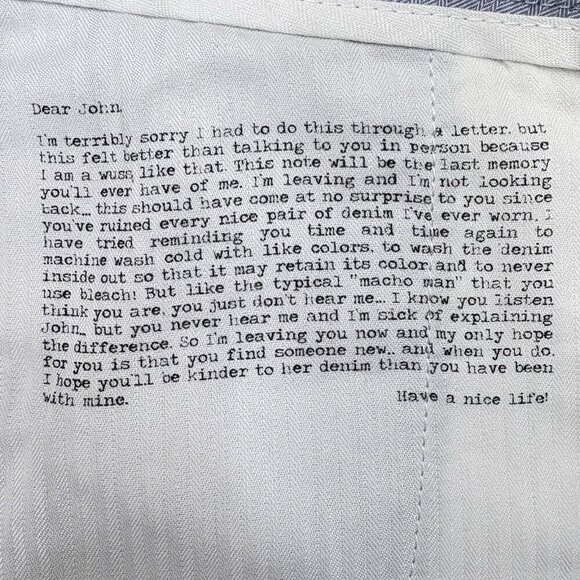 Dear John,
I'm terribly sorry I had to do this through a letter, but
this felt better than talking to you in person because
I am a wuss like that. This note will be the last memory
you'll ever have of me. I'm leaving and I'm not looking
back... this should have come at no surprise to you since
you've ruined every nice pair of denim I've ever worn. I
have tried reminding you time and time again to
machine wash cold with like colors, to wash the denim
inside out so that it may retain its color and to never
use bleach! But like the typical "macho man" that you
think you are, you just don't hear me... I know you listen
John... but you never hear me and I'm sick of explaining
the difference. So I'm leaving you now and my only hope
for you is that you find someone new.. and when you do,
I hope you'll be kinder to her denim than you have been
with mine. Have a nice life!